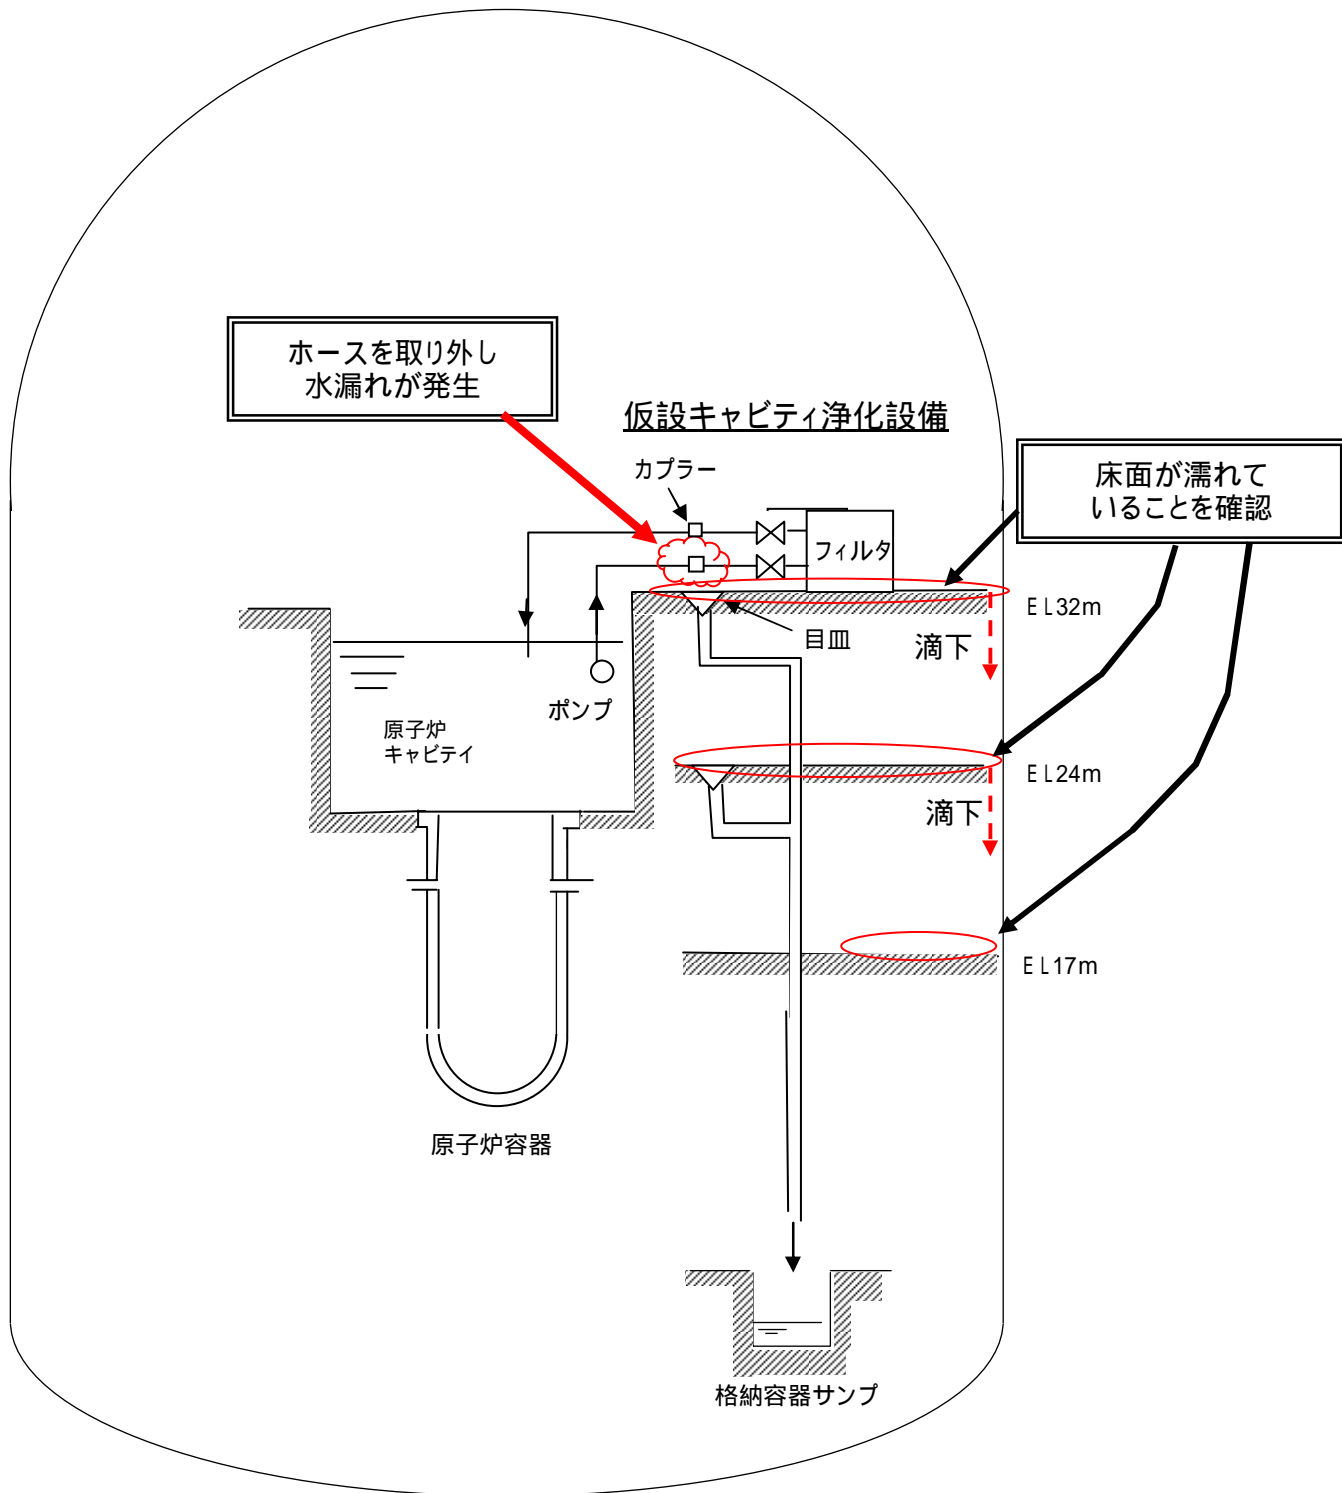 ホースを取り外し
水漏れが発生
仮設キャビティ浄化設備
カプラー
床面が濡れて
いることを確認
フィルタ
EL32m
目皿
滴下
ポンプ
原子炉
キャビテイ
EL24m
滴下
EL17m
原子炉容器
格納容器サンプ